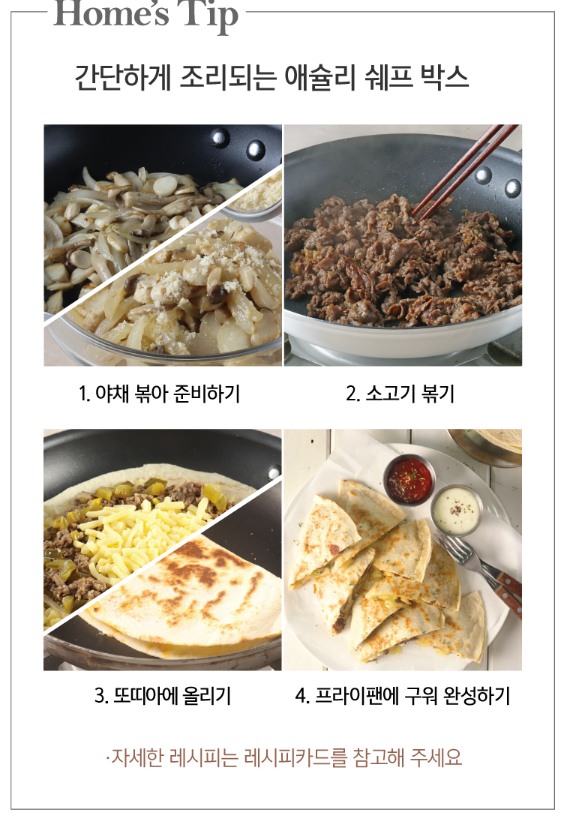 Home's Tip
간단하게 조리되는 애슐리 쉐프 박스
1. 야채 볶아 준비하기
2. 소고기 볶기
3. 또띠아에 올리기
4. 프라이팬에 구워 완성하기
·자세한 레시피는 레시피카드를 참고해 주세요